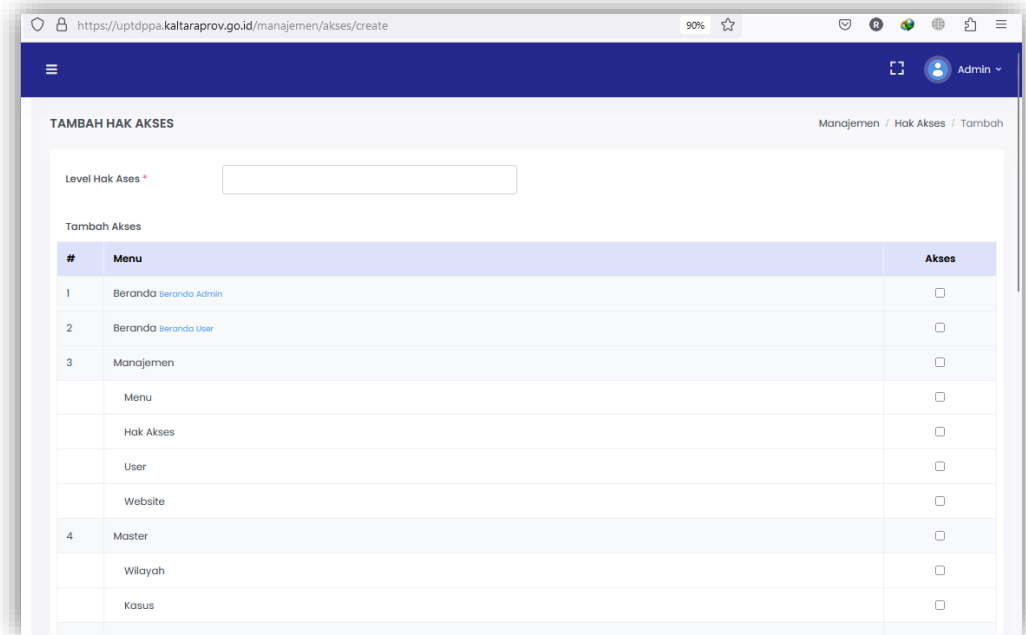 https://uptdppa.kaltaraprov.go.id/manajemen/akses/create 90% R
Admin
TAMBAH HAK AKSES Manajemen / Hak Akses / Tambah
Level Hak Ases *
Tambah Akses
# Menu Akses
1 Beranda Beranda Admin
2 Beranda Beranda User
3 Manajemen
Menu
Hak Akses
User
Website
4 Master
Wilayah
Kasus